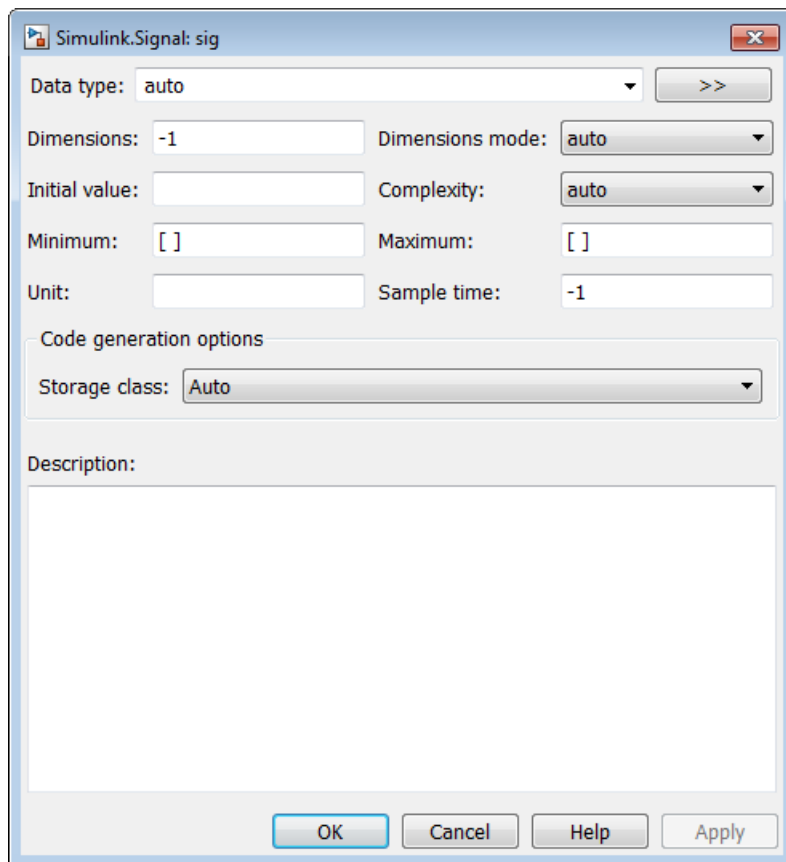 Simulink.Signal: sig
Data type: auto >>
Dimensions: -1 Dimensions mode: auto
Initial value: Complexity: auto
Minimum: [ ] Maximum: [ ]
Unit: Sample time: -1
Code generation options
Storage class: Auto
Description:
OK Cancel Help Apply